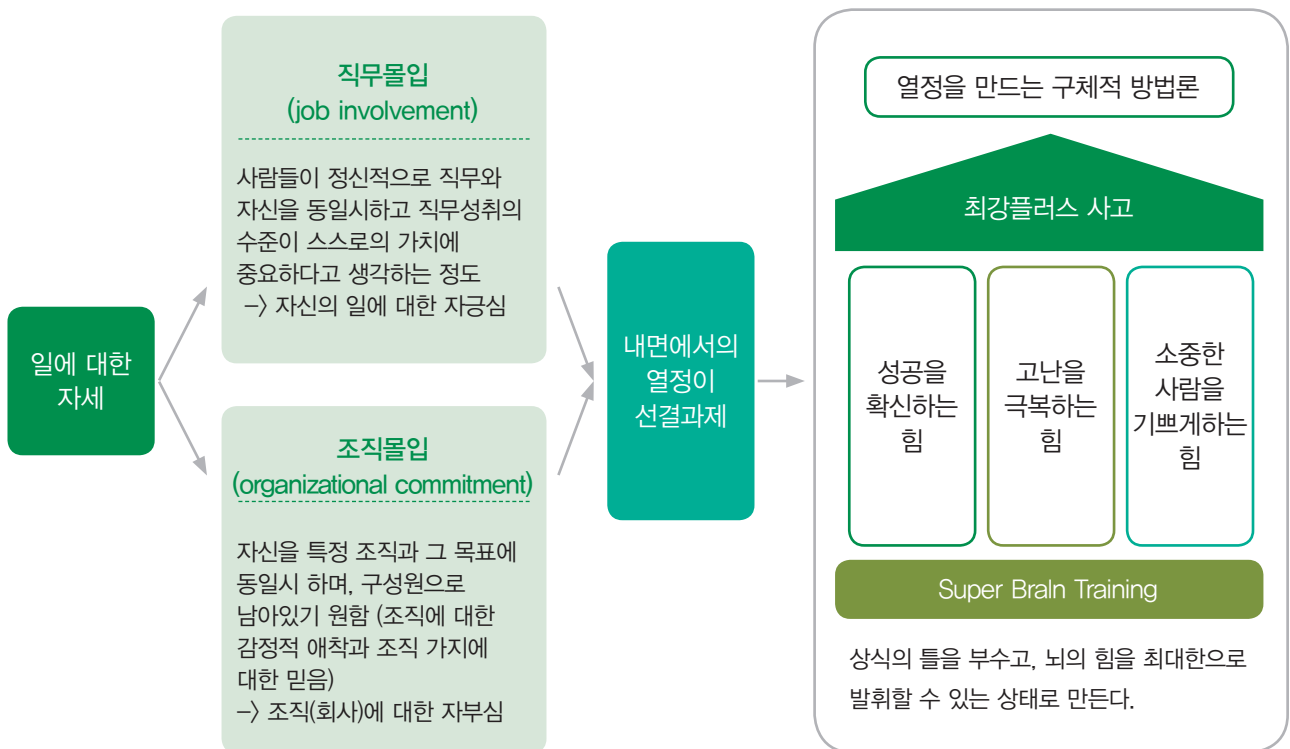 일에 대한
자세
직무몰입
(job involvement)
사람들이 정신적으로 직무와
자신을 동일시하고 직무성취의
수준이 스스로의 가치에
중요하다고 생각하는 정도
-> 자신의 일에 대한 자긍심
조직몰입
(organizational commitment)
자신을 특정 조직과 그 목표에
동일시 하며, 구성원으로
남아있기 원함 (조직에 대한
감정적 애착과 조직 가지에
대한 믿음)
-> 조직(회사)에 대한 자부심
내면에서의
열정이
선결과제
열정을 만드는 구체적 방법론
최강플러스 사고
성공을
확신하는
힘
고난을
극복하는
힘
소중한
사람을
기쁘게하는
힘
Super Braln Training
상식의 틀을 부수고, 뇌의 힘을 최대한으로
발휘할 수 있는 상태로 만든다.